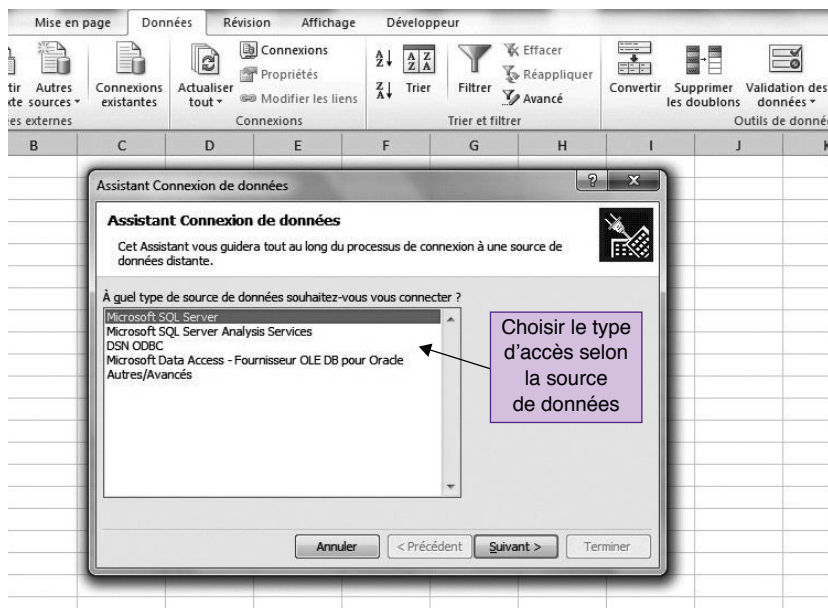 Mise en page Données Révision Affichage Développeur
Connexions Effacer
Propriétés Réappliquer
Autres Connexions Actualiser Modifier les liens Trier Filtrer Avancé Convertir Supprimer Validation des
sources existantes tout les doublons données
es externes Connexions Trier et filtrer Outils de donné
B C D E F G H I J
Assistant Connexion de données
Assistant Connexion de données
Cet Assistant vous guidera tout au long du processus de connexion à une source de
données distante.
À quel type de source de données souhaitez-vous vous connecter ?
Microsoft SQL Server
Microsoft SQL Server Analysis Services
DSN ODBC
Microsoft Data Access - Fournisseur OLE DB pour Oracle
Autres/Avancés
Choisir le type
d'accès selon
la source
de données
Annuler < Précédent Suivant > Terminer